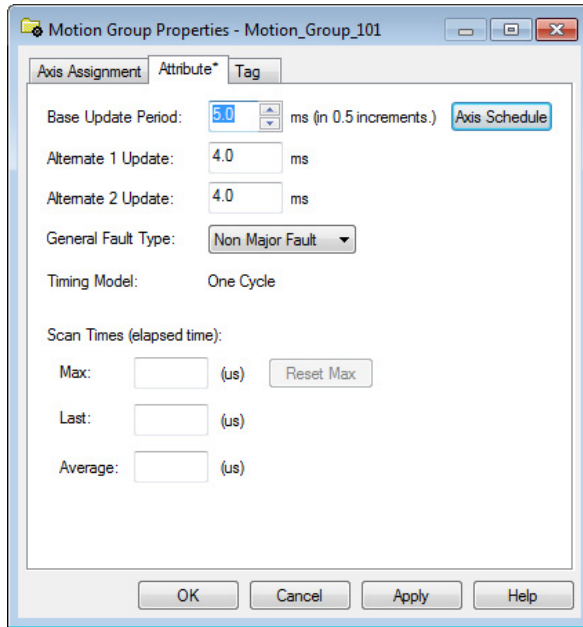 Motion Group Properties - Motion_Group_101
Axis Assignment Attribute* Tag
Base Update Period: 5.0 ms (in 0.5 increments.) Axis Schedule
Alternate 1 Update: 4.0 ms
Alternate 2 Update: 4.0 ms
General Fault Type: Non Major Fault
Timing Model: One Cycle
Scan Times (elapsed time):
Max: (us) Reset Max
Last: (us)
Average: (us)
OK Cancel Apply Help